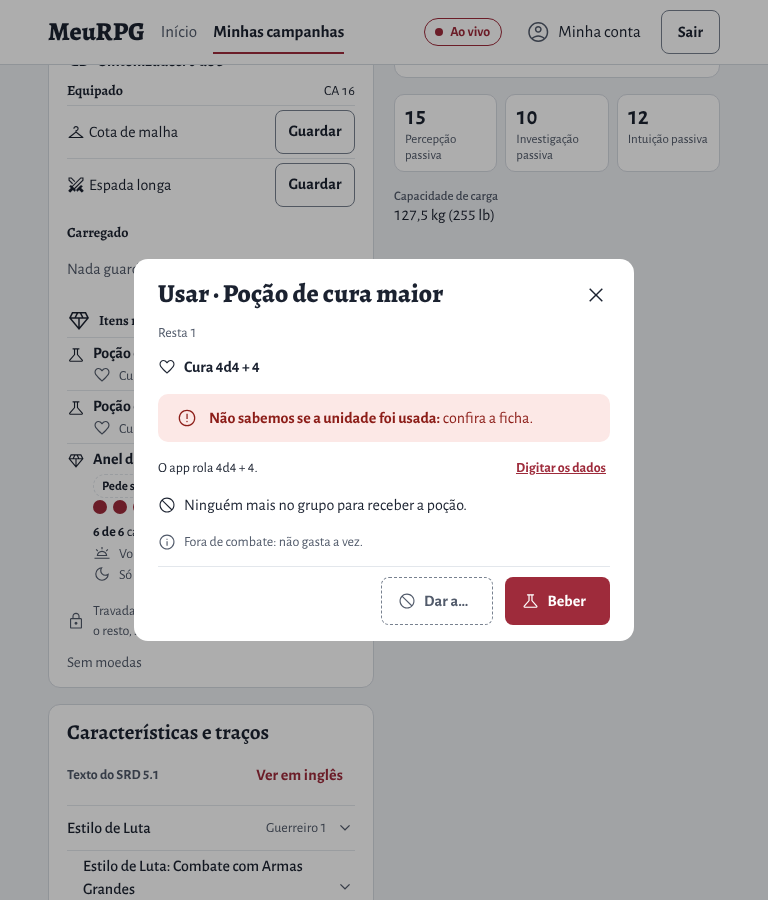 MeuRPG
Início
Minhas campanhas
Ao vivo
Minha conta
Sair
Equipado
CA 16
Cota de malha
Guardar
Espada longa
Guardar
Carregado
Nada
Itens
Poção
Poção
Anel
Pede
6 de 6
Só
Travada
o resto,
Sem moedas
15
Percepção
passiva
10
Investigação
passiva
12
Intuição passiva
Capacidade de carga
127,5 kg (255 lb)
Usar · Poção de cura maior
Resta 1
Cura 4d4 + 4
Não sabemos se a unidade foi usada: confira a ficha.
O app rola 4d4 + 4.
Digitar os dados
Ninguém mais no grupo para receber a poção.
Fora de combate: não gasta a vez.
Dar a...
Beber
Características e traços
Texto do SRD 5.1
Ver em inglês
Estilo de Luta
Guerreiro 1
Estilo de Luta: Combate com Armas
Grandes